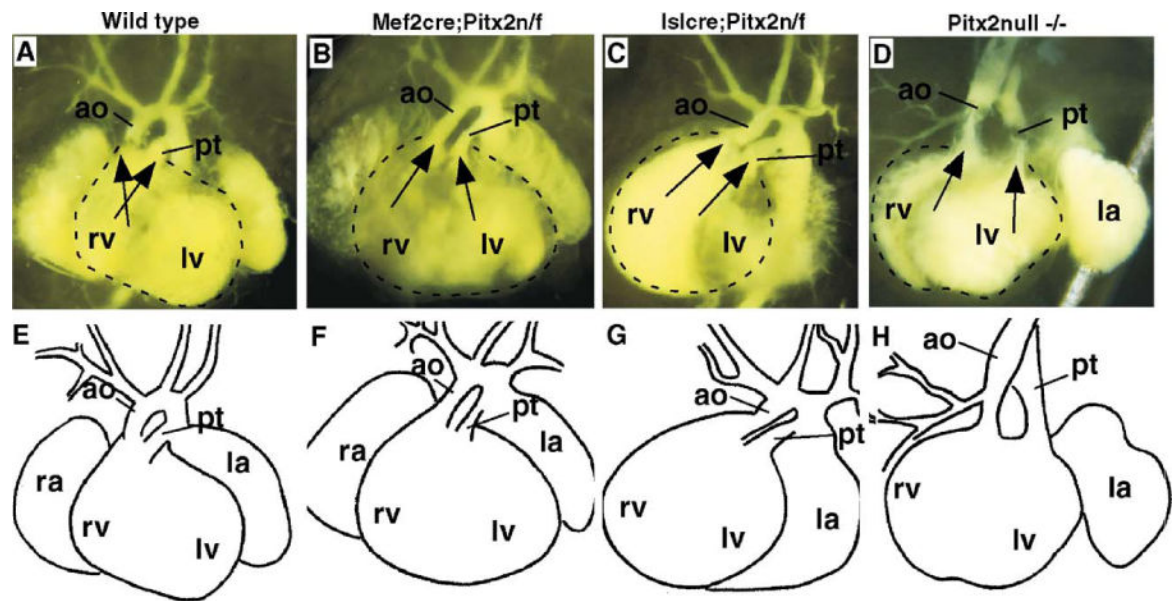 Wild type Mef2cre;Pitx2n/f Islcre;Pitx2n/f Pitx2null -/-
A B C D
ao ao ao ao
pt pt pt pt
rv rv rv rv
lv lv lv lv
la
E F G H
ao ao ao ao
pt pt pt pt
ra ra
la la la la
rv rv rv rv
lv lv lv lv